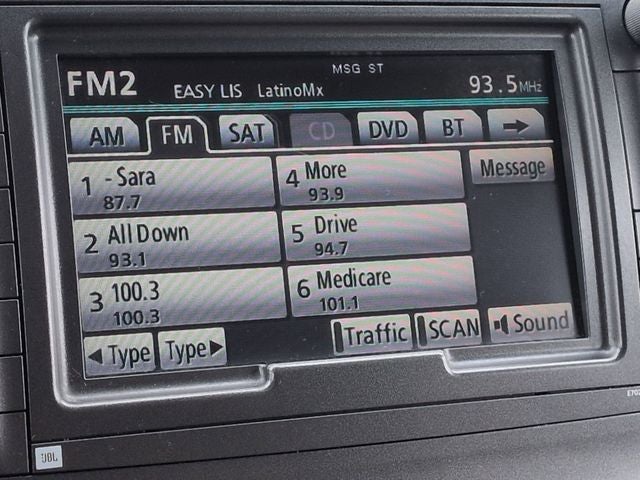 MSG ST
FM2 EASY LIS LatinoMx 93.5MHz
AM FM SAT CD DVD BT
1 - Sara
87.7
4 More
93.9
Message
2 All Down
93.1
5 Drive
94.7
3 100.3
100.3
6 Medicare
101.1
Type Type Traffic SCAN Sound
JBL